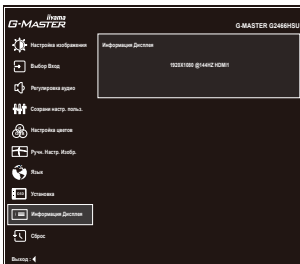 iiyama
G-MASTER
G-MASTER G2466HSU
Настройка изображения
Информация Дисплея
Выбор Вход
1920X1080 @144HZ HDMI1
Регулировка аудио
Сохрани настр. польз.
Настройка цветов
Ручн. Настр. Изобр.
Язык
Установка
Информация Дисплея
Сброс
Выход :